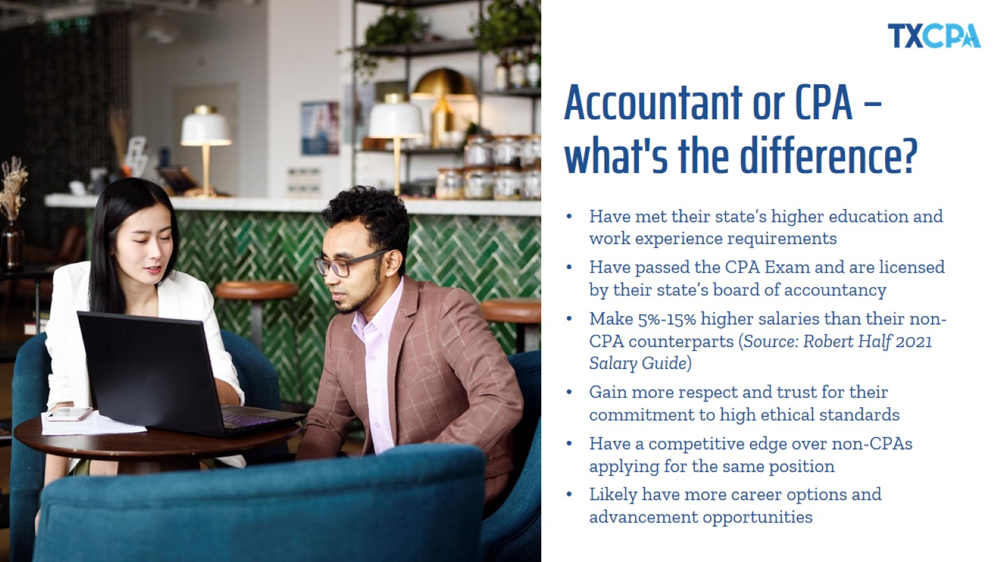 TXCPA
Accountant or CPA –
what's the difference?
• Have met their state’s higher education and
work experience requirements
• Have passed the CPA Exam and are licensed
by their state’s board of accountancy
• Make 5%-15% higher salaries than their non-
CPA counterparts (Source: Robert Half 2021
Salary Guide)
• Gain more respect and trust for their
commitment to high ethical standards
• Have a competitive edge over non-CPAs
applying for the same position
• Likely have more career options and
advancement opportunities